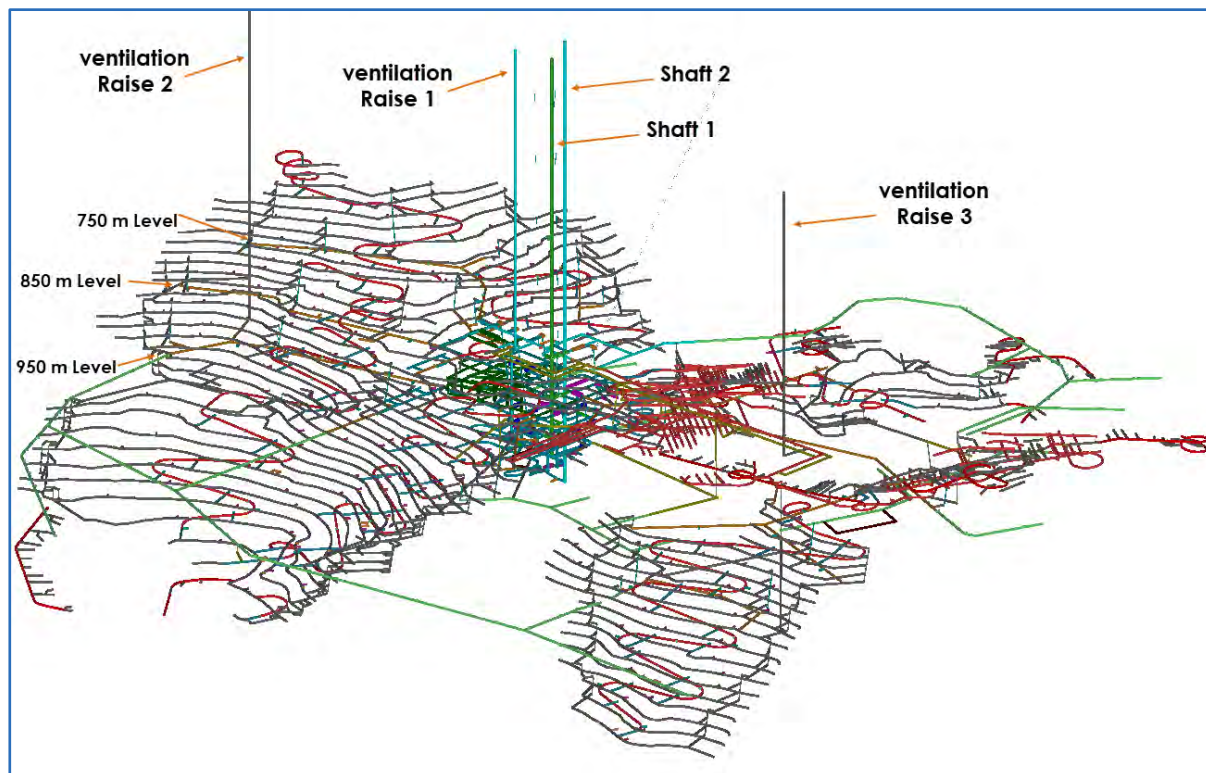 ventilation
Raise 2
ventilation
Raise 1
Shaft 2
Shaft 1
ventilation
Raise 3
750 m Level
850 m Level
950 m Level